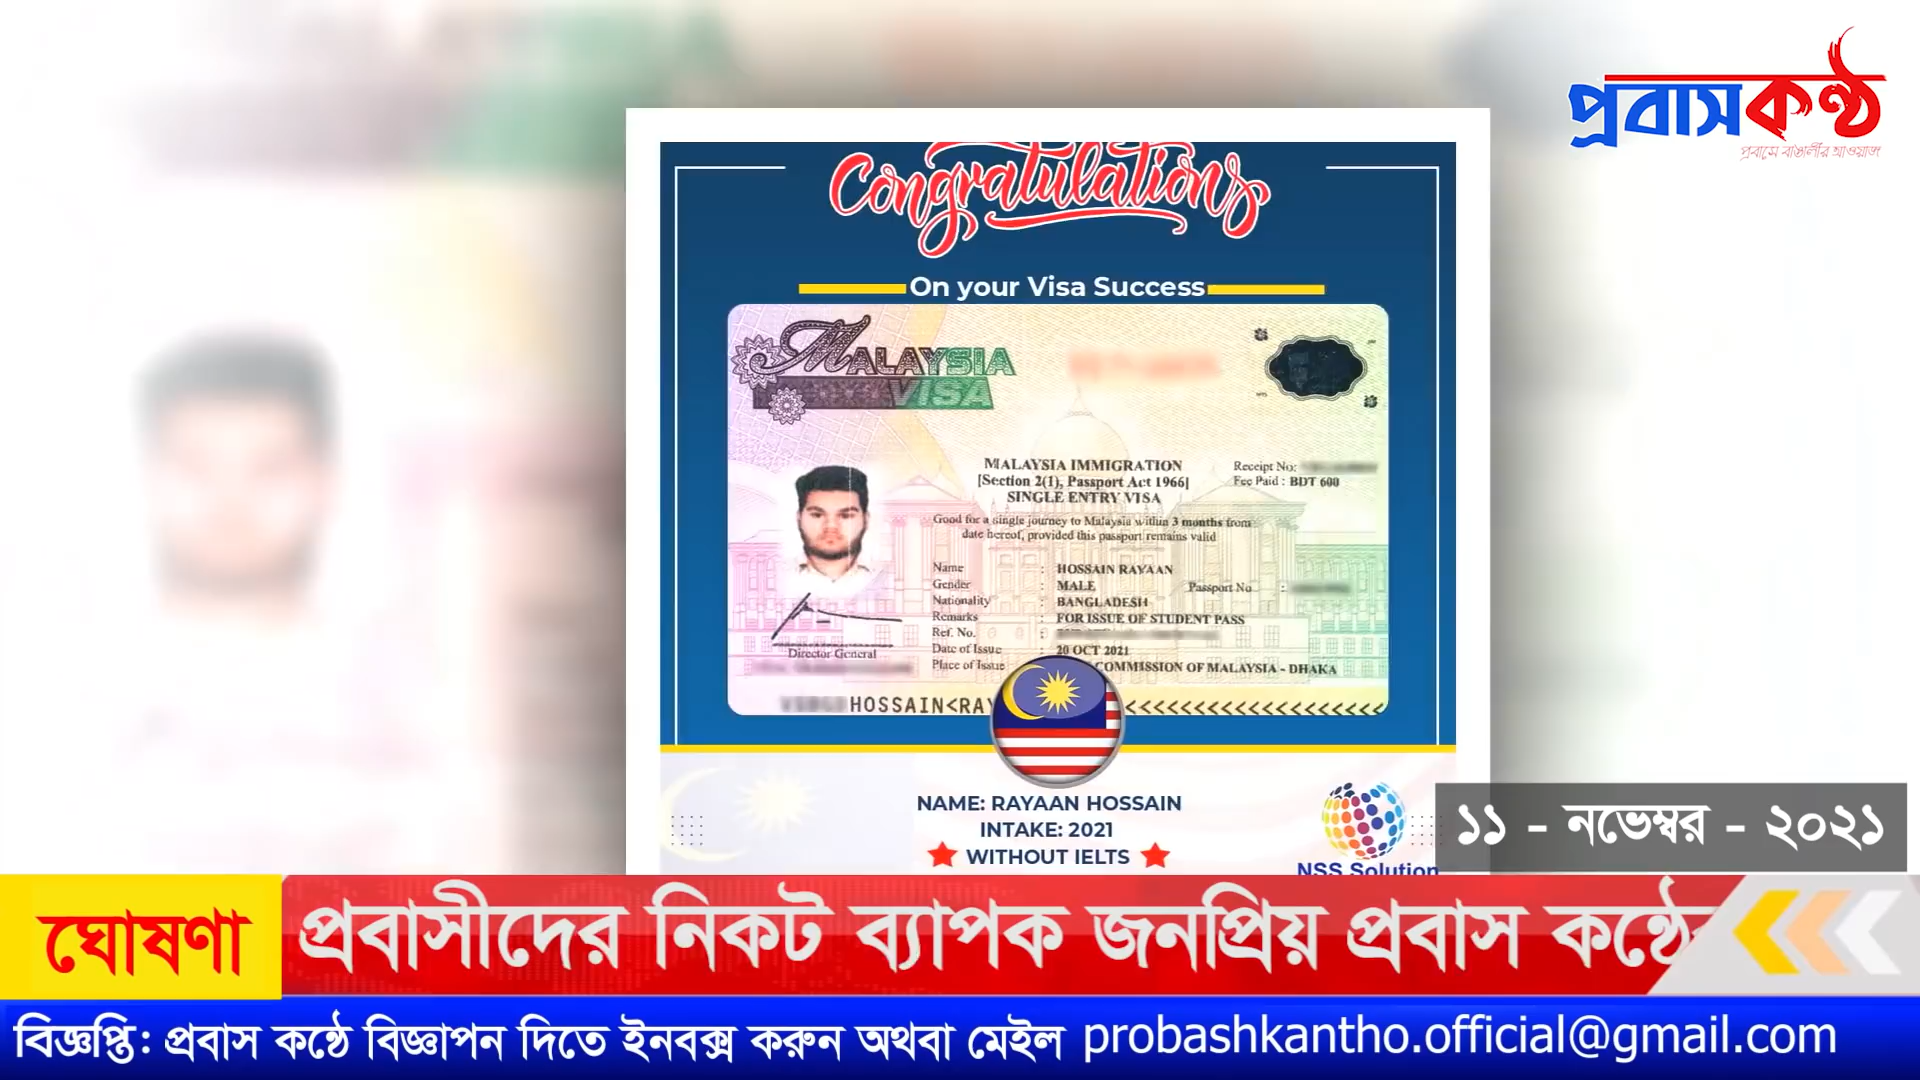 প্রবাসকণ্ঠ
প্রবাসে বাঙালীর আওয়াজ
Congratulations
On your Visa Success
MALAYSIA
VISA
MALAYSIA IMMIGRATION
[Section 2(1), Passport Act 1966]
SINGLE ENTRY VISA
Receipt No:
Fee Paid : BDT 600
Good for a single journey to Malaysia within 3 months from
date hereof, provided this passport remains valid
Name : HOSSAIN RAYAAN
Gender : MALE Passport No :
Nationality : BANGLADESH
Remarks : FOR ISSUE OF STUDENT PASS
Ref. No. :
Date of Issue : 20 OCT 2021
Place of Issue COMMISSION OF MALAYSIA - DHAKA
Director General
HOSSAIN<RAY <<<<<<<<<<<<<<<<<<<<
NAME: RAYAAN HOSSAIN
INTAKE: 2021
WITHOUT IELTS
NSS Solution
১১ - নভেম্বর - ২০২১
ঘোষণা
প্রবাসীদের নিকট ব্যাপক জনপ্রিয় প্রবাস কন্ঠের
বিজ্ঞপ্তি: প্রবাস কন্ঠে বিজ্ঞাপন দিতে ইনবক্স করুন অথবা মেইল probashkantho.official@gmail.com